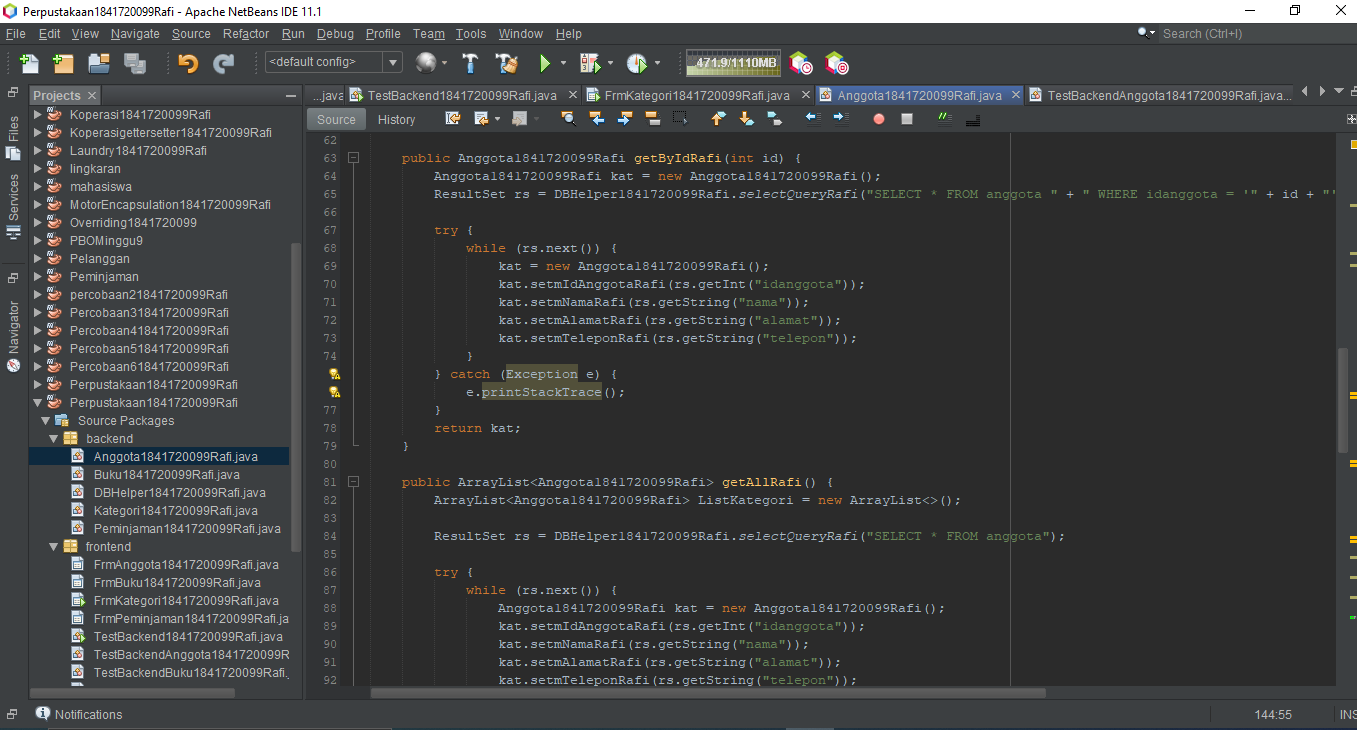 Perpustakaan1841720099Rafi - Apache NetBeans IDE 11.1
File Edit View Navigate Source Refactor Run Debug Profile Team Tools Window Help
Search (Ctrl+I)
<default config>
471.9/1110MB
Files
Services
Navigator
Projects
Koperasi1841720099Rafi
Koperasigettersetter1841720099Rafi
Laundry1841720099Rafi
lingkaran
mahasiswa
MotorEncapsulation1841720099Rafi
Overriding1841720099
PBOMinggu9
Pelanggan
Peminjaman
percobaan21841720099Rafi
Percobaan31841720099Rafi
Percobaan41841720099Rafi
Percobaan51841720099Rafi
Percobaan61841720099Rafi
Perpustakaan1841720099Rafi
Perpustakaan1841720099Rafi
Source Packages
backend
Anggota1841720099Rafi.java
Buku1841720099Rafi.java
DBHelper1841720099Rafi.java
Kategori1841720099Rafi.java
Peminjaman1841720099Rafi.java
frontend
FrmAnggota1841720099Rafi.java
FrmBuku1841720099Rafi.java
FrmKategori1841720099Rafi.java
FrmPeminjaman1841720099Rafi.ja
TestBackend1841720099Rafi.java
TestBackendAnggota1841720099R
TestBackendBuku1841720099Rafi.
...java TestBackend1841720099Rafi.java FrmKategori1841720099Rafi.java Anggota1841720099Rafi.java TestBackendAnggota1841720099Rafi.java...
Source History
62
63 public Anggota1841720099Rafi getByIdRafi(int id) {
64 Anggota1841720099Rafi kat = new Anggota1841720099Rafi();
65 ResultSet rs = DBHelper1841720099Rafi.selectQueryRafi("SELECT * FROM anggota " + " WHERE idanggota = '" + id + "'
66
67 try {
68 while (rs.next()) {
69 kat = new Anggota1841720099Rafi();
70 kat.setmIdAnggotaRafi(rs.getInt("idanggota"));
71 kat.setmNamaRafi(rs.getString("nama"));
72 kat.setmAlamatRafi(rs.getString("alamat"));
73 kat.setmTeleponRafi(rs.getString("telepon"));
74 }
} catch (Exception e) {
e.printStackTrace();
77 }
78 return kat;
79 }
80
81 public ArrayList<Anggota1841720099Rafi> getAllRafi() {
82 ArrayList<Anggota1841720099Rafi> ListKategori = new ArrayList<>();
83
84 ResultSet rs = DBHelper1841720099Rafi.selectQueryRafi("SELECT * FROM anggota");
85
86 try {
87 while (rs.next()) {
88 Anggota1841720099Rafi kat = new Anggota1841720099Rafi();
89 kat.setmIdAnggotaRafi(rs.getInt("idanggota"));
90 kat.setmNamaRafi(rs.getString("nama"));
91 kat.setmAlamatRafi(rs.getString("alamat"));
92 kat.setmTeleponRafi(rs.getString("telepon"));
Notifications
144:55
INS